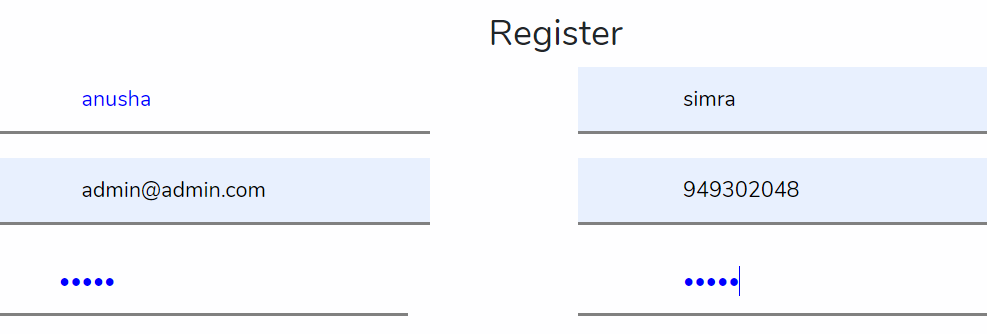 Register
anusha simra
admin@admin.com 949302048
••••• •••••